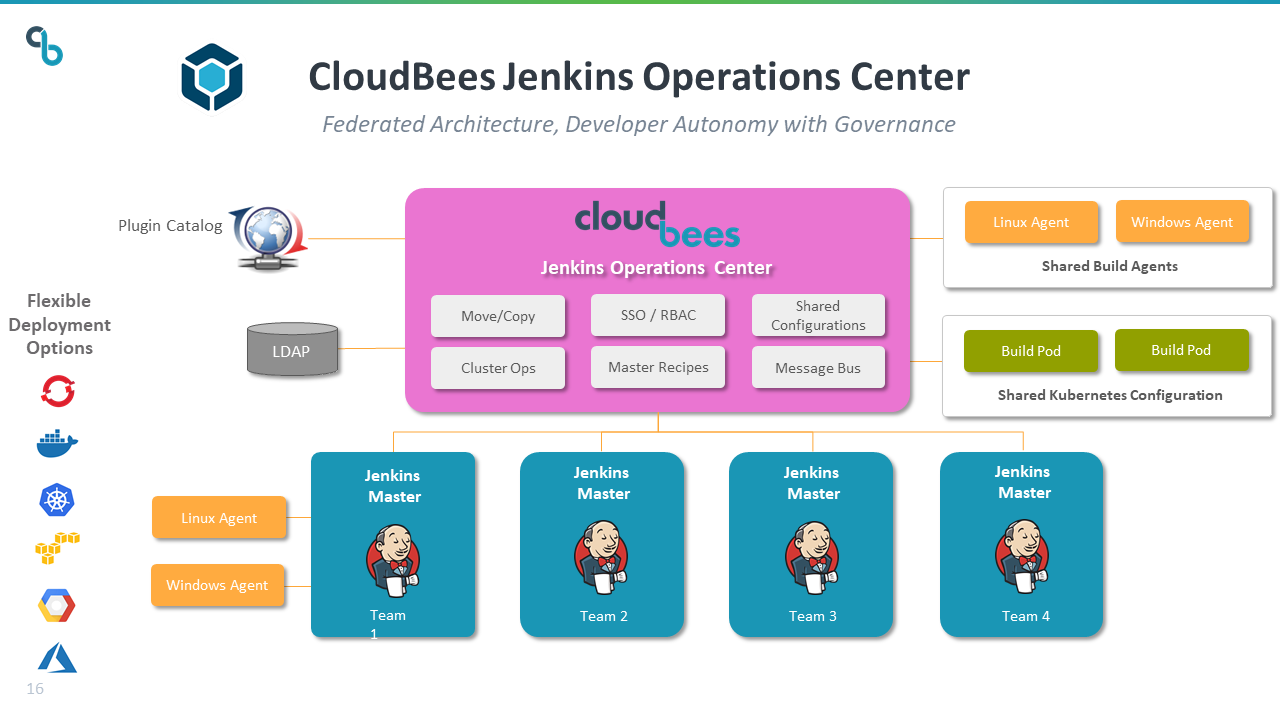 CloudBees Jenkins Operations Center
Federated Architecture, Developer Autonomy with Governance
Plugin Catalog
LDAP
Flexible
Deployment
Options
cloud
bees
Jenkins Operations Center
Move/Copy
SSO / RBAC
Shared
Configurations
Cluster Ops
Master Recipes
Message Bus
Linux Agent
Windows Agent
Shared Build Agents
Build Pod
Build Pod
Shared Kubernetes Configuration
Linux Agent
Windows Agent
Jenkins
Master
Team
1
Jenkins
Master
Team 2
Jenkins
Master
Team 3
Jenkins
Master
Team 4
16